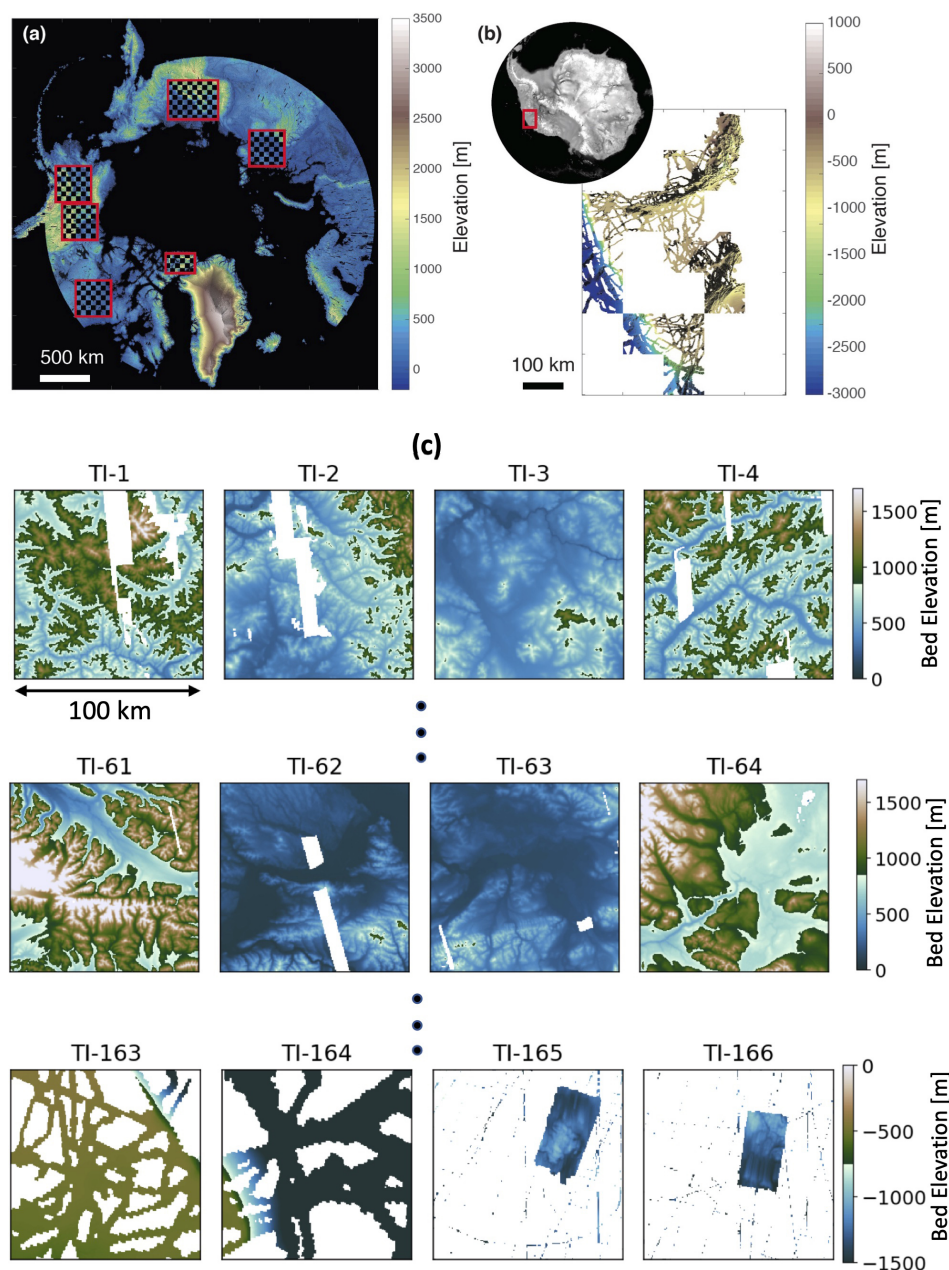 (a)
3500
3000
2500
2000
1500
1000
500
0
Elevation [m]
500 km
(b)
1000
500
0
-500
-1000
-1500
-2000
-2500
-3000
Elevation [m]
100 km
(c)
TI-1 TI-2 TI-3 TI-4
1500
1000
500
0
Bed Elevation [m]
100 km
TI-61 TI-62 TI-63 TI-64
1500
1000
500
0
Bed Elevation [m]
TI-163 TI-164 TI-165 TI-166
0
−500
−1000
−1500
Bed Elevation [m]